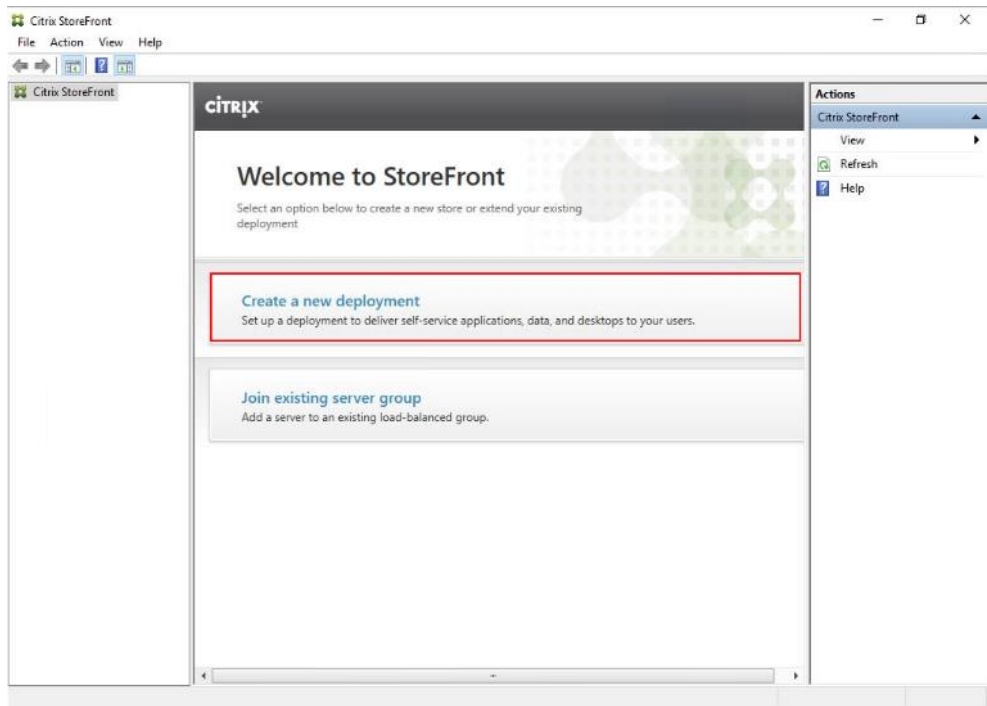 Citrix StoreFront
File Action View Help
Citrix StoreFront
CITRIX
Welcome to StoreFront
Select an option below to create a new store or extend your existing
deployment
Create a new deployment
Set up a deployment to deliver self-service applications, data, and desktops to your users.
Join existing server group
Add a server to an existing load-balanced group.
Actions
Citrix StoreFront
View
Refresh
Help